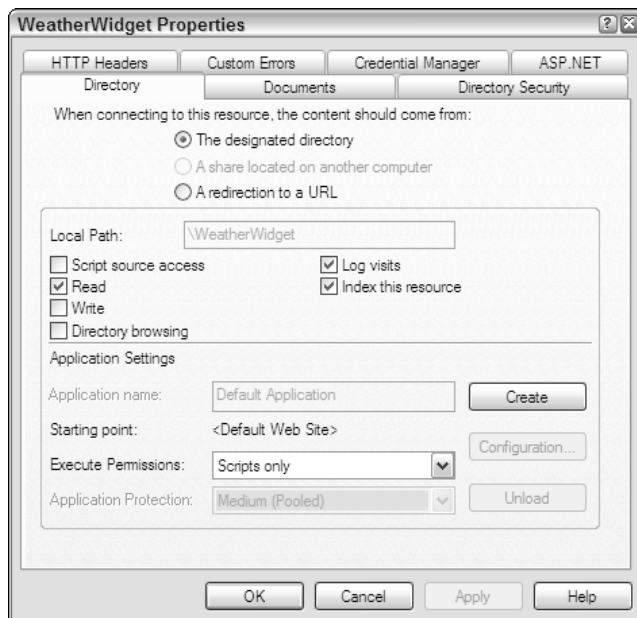 WeatherWidget Properties
HTTP Headers Custom Errors Credential Manager ASP.NET
Directory Documents Directory Security
When connecting to this resource, the content should come from:
The designated directory
A share located on another computer
A redirection to a URL
Local Path: \WeatherWidget
Script source access Log visits
Read Index this resource
Write
Directory browsing
Application Settings
Application name: Default Application Create
Starting point: <Default Web Site>
Configuration...
Execute Permissions: Scripts only
Application Protection: Medium (Pooled) Unload
OK Cancel Apply Help